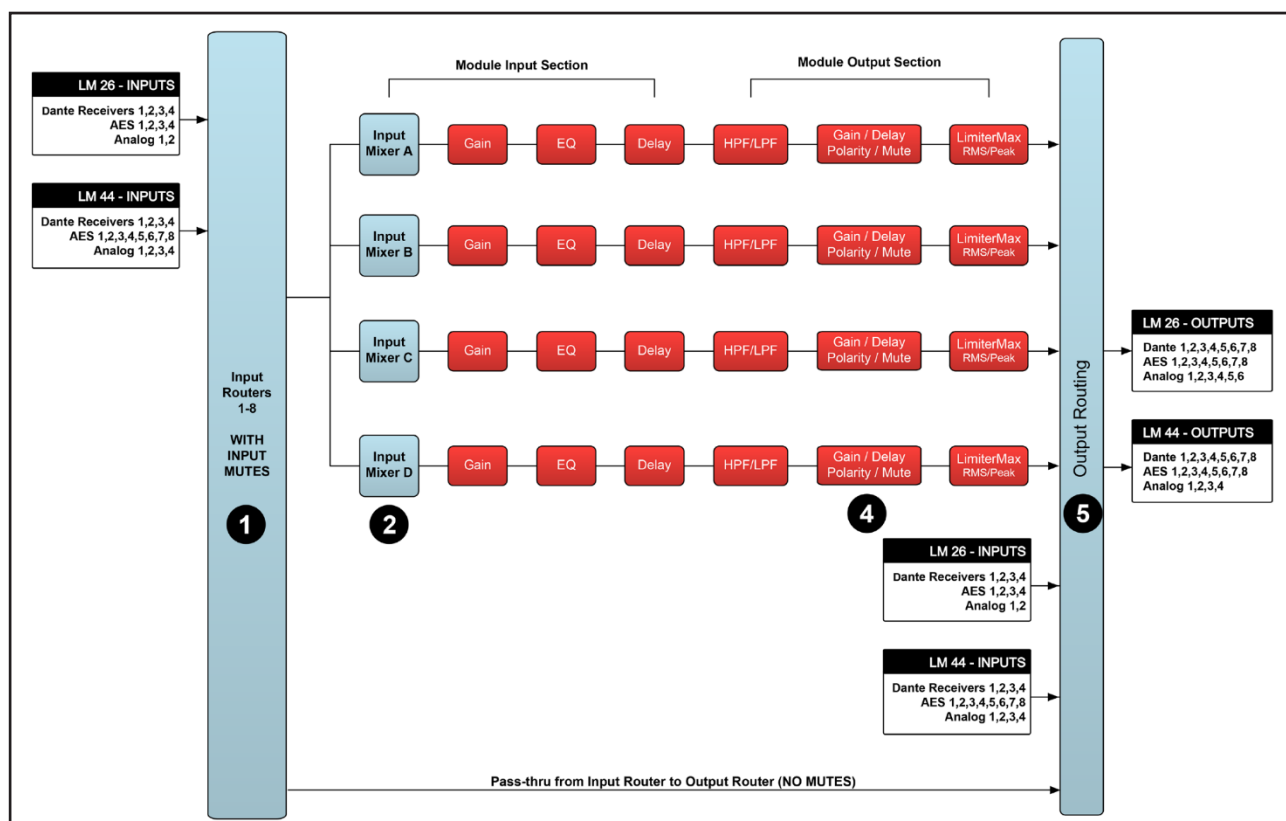 Module Input Section
Module Output Section
LM 26 - INPUTS
Dante Receivers 1,2,3,4
AES 1,2,3,4
Analog 1,2
LM 44 - INPUTS
Dante Receivers 1,2,3,4
AES 1,2,3,4,5,6,7,8
Analog 1,2,3,4
Input
Routers
1-8
WITH
INPUT
MUTES
1
Input
Mixer A
Gain
EQ
Delay
HPF/LPF
Gain / Delay
Polarity / Mute
LimiterMax
RMS/Peak
Input
Mixer B
Gain
EQ
Delay
HPF/LPF
Gain / Delay
Polarity / Mute
LimiterMax
RMS/Peak
Input
Mixer C
Gain
EQ
Delay
HPF/LPF
Gain / Delay
Polarity / Mute
LimiterMax
RMS/Peak
Input
Mixer D
Gain
EQ
Delay
HPF/LPF
Gain / Delay
Polarity / Mute
LimiterMax
RMS/Peak
2
4
Output Routing
5
LM 26 - OUTPUTS
Dante 1,2,3,4,5,6,7,8
AES 1,2,3,4,5,6,7,8
Analog 1,2,3,4,5,6
LM 44 - OUTPUTS
Dante 1,2,3,4,5,6,7,8
AES 1,2,3,4,5,6,7,8
Analog 1,2,3,4
LM 26 - INPUTS
Dante Receivers 1,2,3,4
AES 1,2,3,4
Analog 1,2
LM 44 - INPUTS
Dante Receivers 1,2,3,4
AES 1,2,3,4,5,6,7,8
Analog 1,2,3,4
Pass-thru from Input Router to Output Router (NO MUTES)